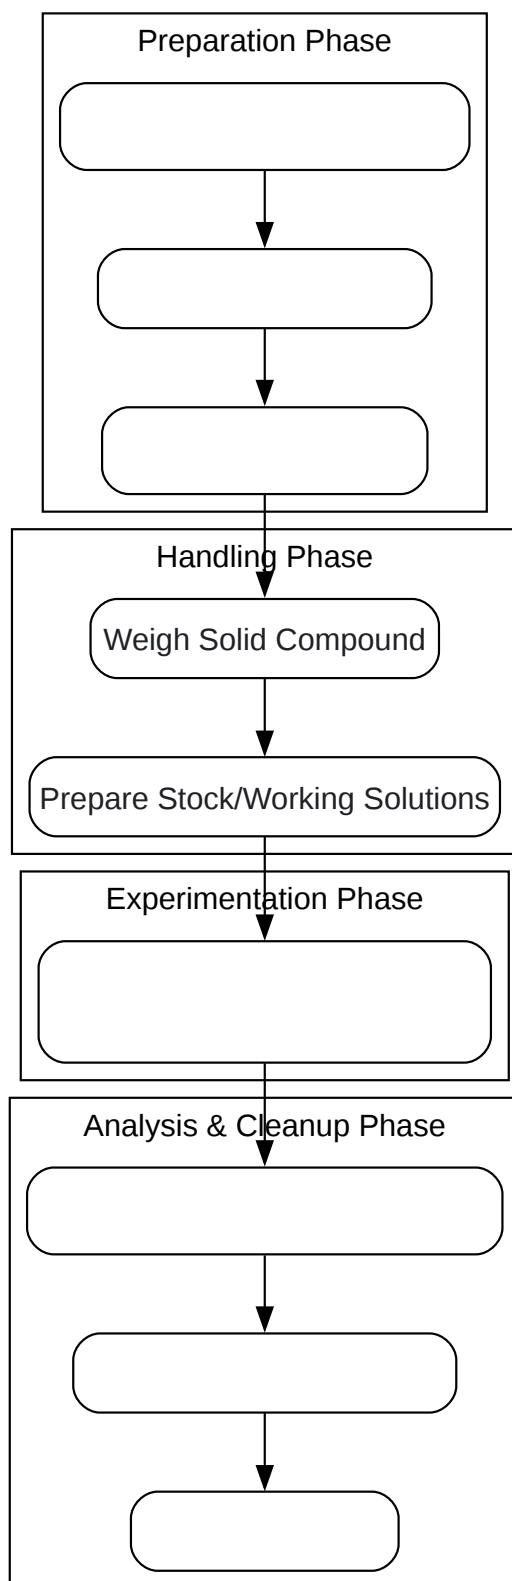 Preparation Phase
Handling Phase
Weigh Solid Compound
Prepare Stock/Working Solutions
Experimentation Phase
Analysis & Cleanup Phase